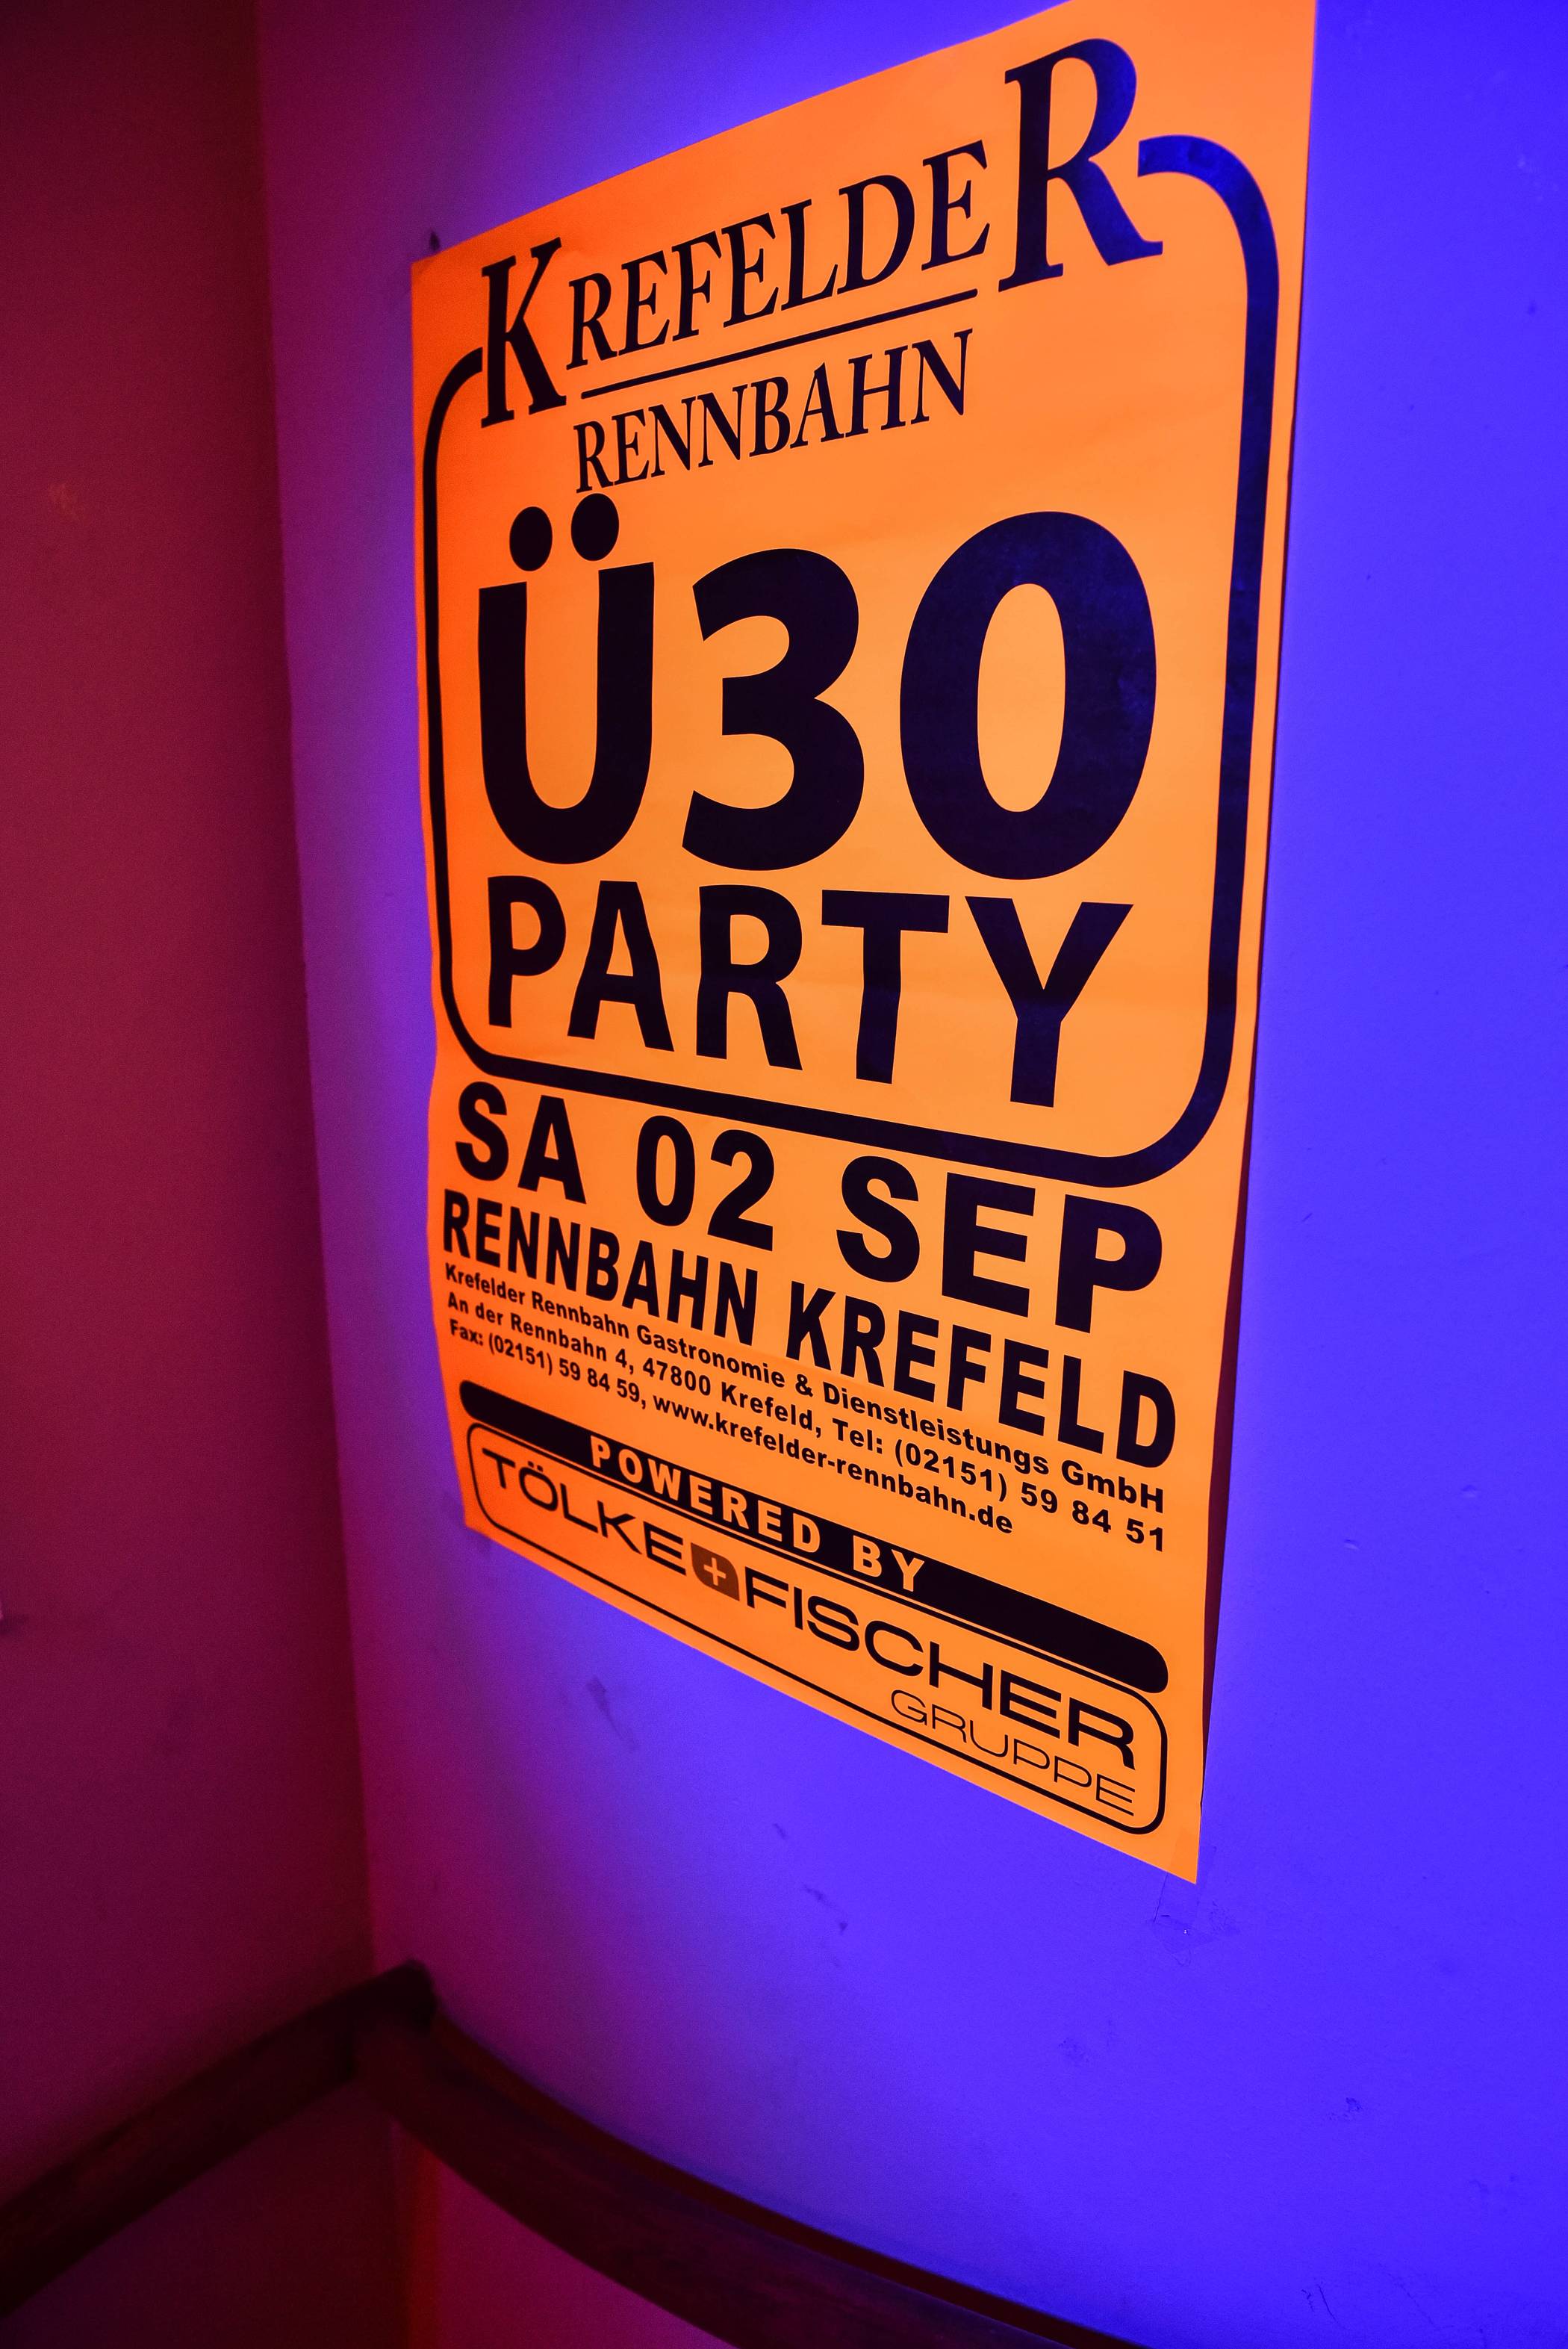 KREFELDER
RENNBAHN
Ü30
PARTY
SA 02 SEP
RENNBAHN KREFELD
Krefelder Rennbahn Gastronomie & Dienstleistungs GmbH
An der Rennbahn 4, 47800 Krefeld, Tel: (02151) 59 84 51
Fax: (02151) 59 84 59, www.krefelder-rennbahn.de
POWERED BY
TÖLKE+FISCHER
GRUPPE